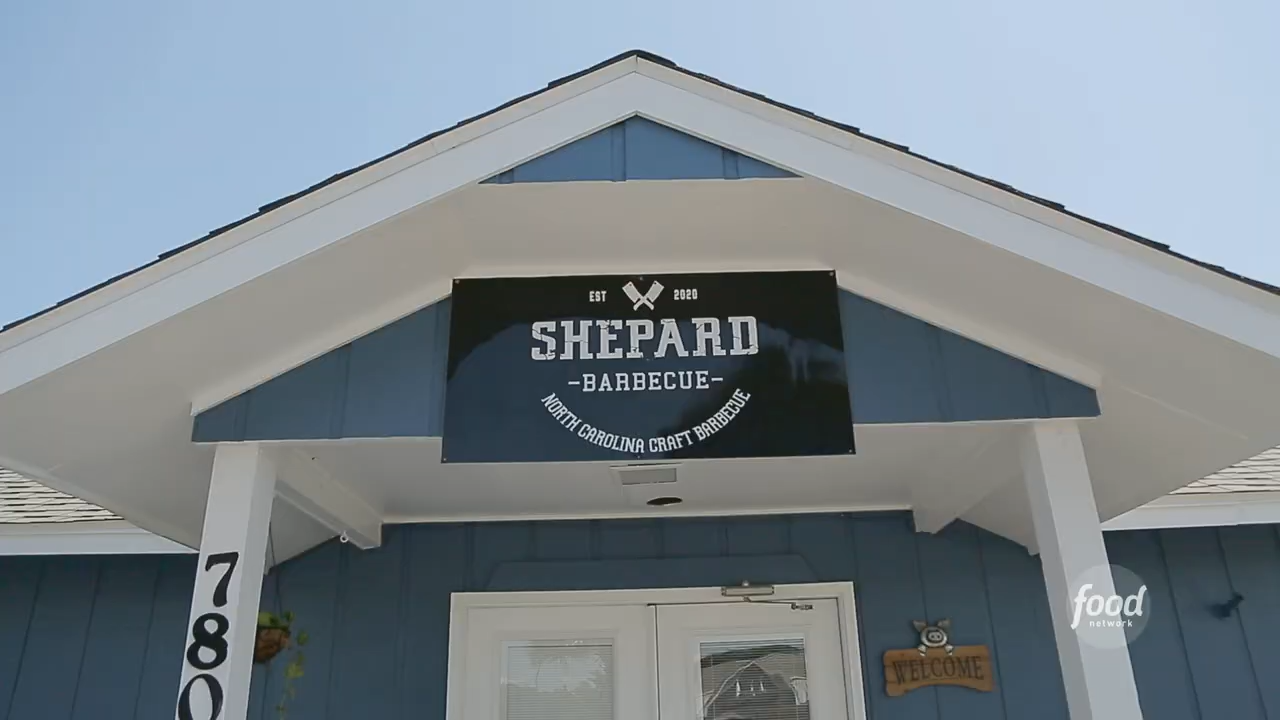 EST 2020
SHEPARD
-BARBECUE-
NORTH CAROLINA CRAFT BARBECUE
780
WELCOME
food
network